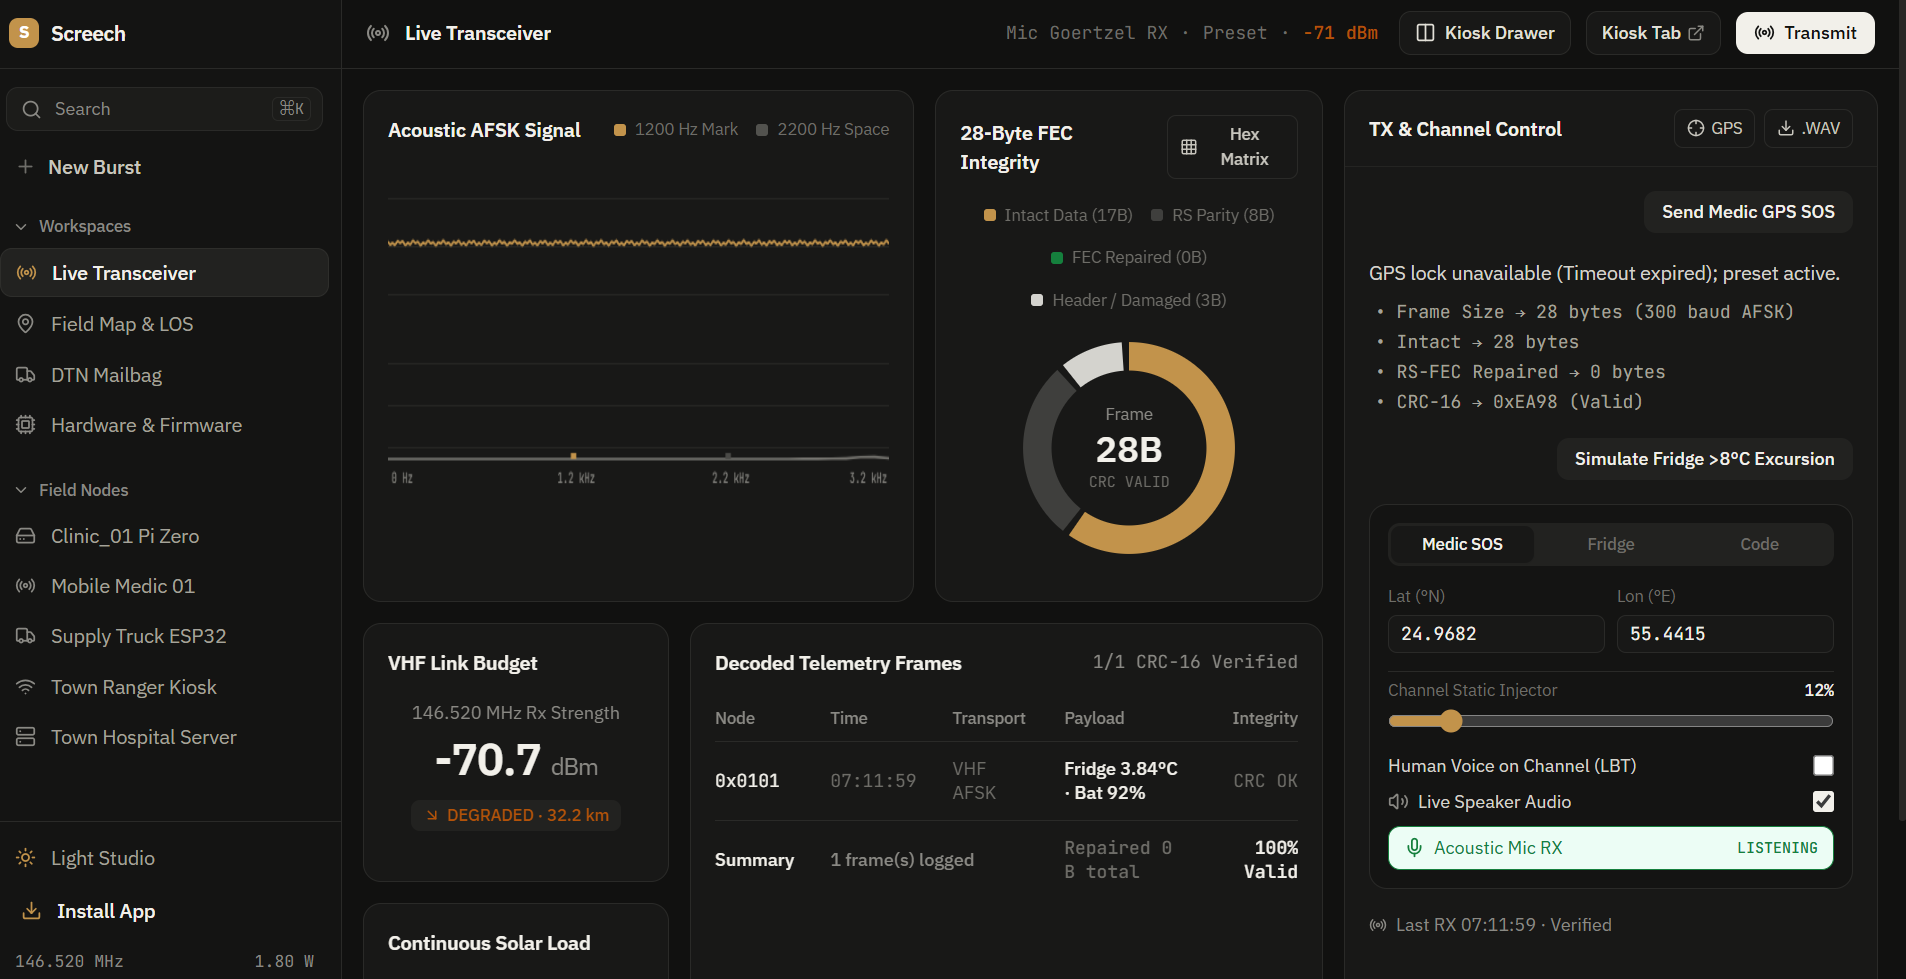 S Screech
Search ⌘K
New Burst
Workspaces
Live Transceiver
Field Map & LOS
DTN Mailbag
Hardware & Firmware
Field Nodes
Clinic_01 Pi Zero
Mobile Medic 01
Supply Truck ESP32
Town Ranger Kiosk
Town Hospital Server
Light Studio
Install App
146.520 MHz 1.80 W
Live Transceiver
Mic Goertzel RX · Preset · -71 dBm
Kiosk Drawer
Kiosk Tab
Transmit
Acoustic AFSK Signal
1200 Hz Mark 2200 Hz Space
0 Hz 1.2 kHz 2.2 kHz 3.2 kHz
28-Byte FEC
Integrity
Hex
Matrix
Intact Data (17B) RS Parity (8B)
FEC Repaired (0B)
Header / Damaged (3B)
Frame
28B
CRC VALID
VHF Link Budget
146.520 MHz Rx Strength
-70.7 dBm
DEGRADED · 32.2 km
Continuous Solar Load
Decoded Telemetry Frames 1/1 CRC-16 Verified
Node Time Transport Payload Integrity
0x0101 07:11:59 VHF AFSK Fridge 3.84°C · Bat 92% CRC OK
Summary 1 frame(s) logged Repaired 0 B total 100% Valid
TX & Channel Control
GPS
.WAV
Send Medic GPS SOS
GPS lock unavailable (Timeout expired); preset active.
• Frame Size → 28 bytes (300 baud AFSK)
• Intact → 28 bytes
• RS-FEC Repaired → 0 bytes
• CRC-16 → 0xEA98 (Valid)
Simulate Fridge >8°C Excursion
Medic SOS Fridge Code
Lat (°N) Lon (°E)
24.9682 55.4415
Channel Static Injector 12%
Human Voice on Channel (LBT)
Live Speaker Audio
Acoustic Mic RX LISTENING
Last RX 07:11:59 · Verified